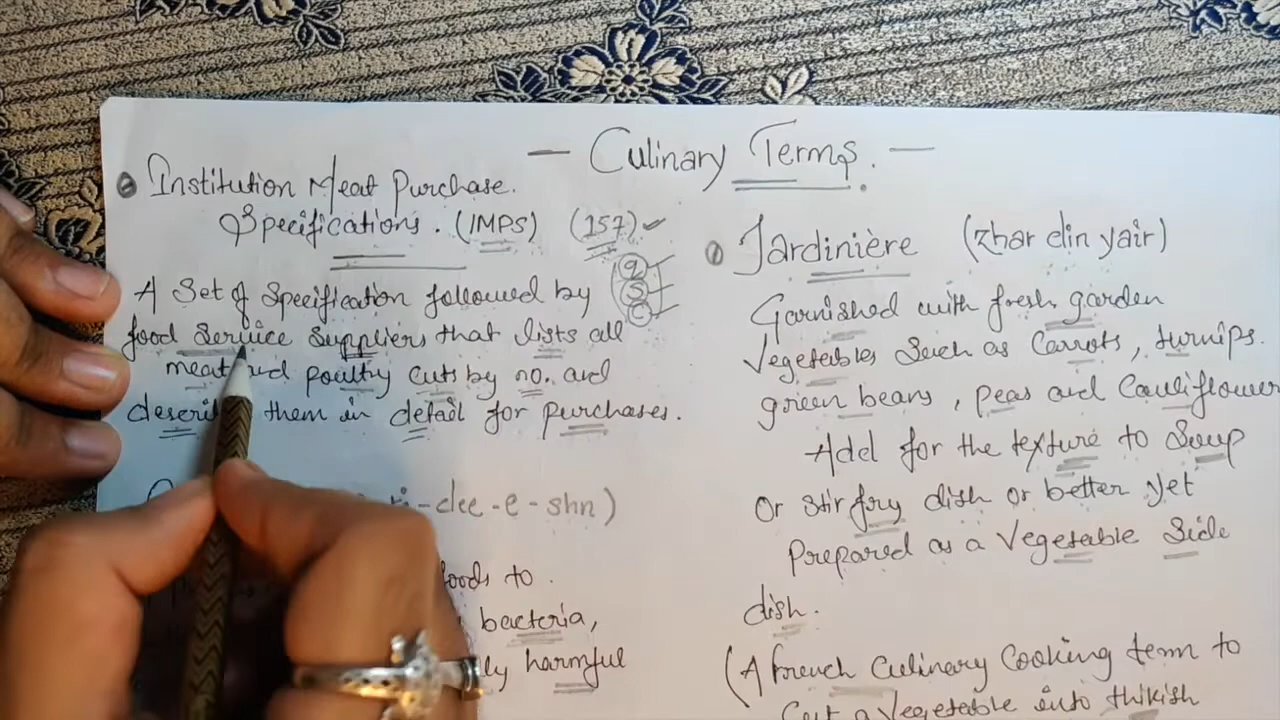 — Culinary Terms. —
Institution Meat Purchase.
Specifications. (IMPS) (157)
A Set of Specification followed by
food service suppliers that lists all
meat poultry cuts by no. and
them in detail for purchases.
-dee-e-shn)
foods to.
bacteria,
harmful
Jardinière (zhar din yair)
Garnished with fresh garden
Vegetables Such as Carrots, turnips.
green beans, peas and Cauliflower
Add for the texture to Soup
Or stir fry dish or better yet
Prepared as a Vegetable Side
dish.
(A French Culinary Cooking term to
Cut a Vegetable into thikish